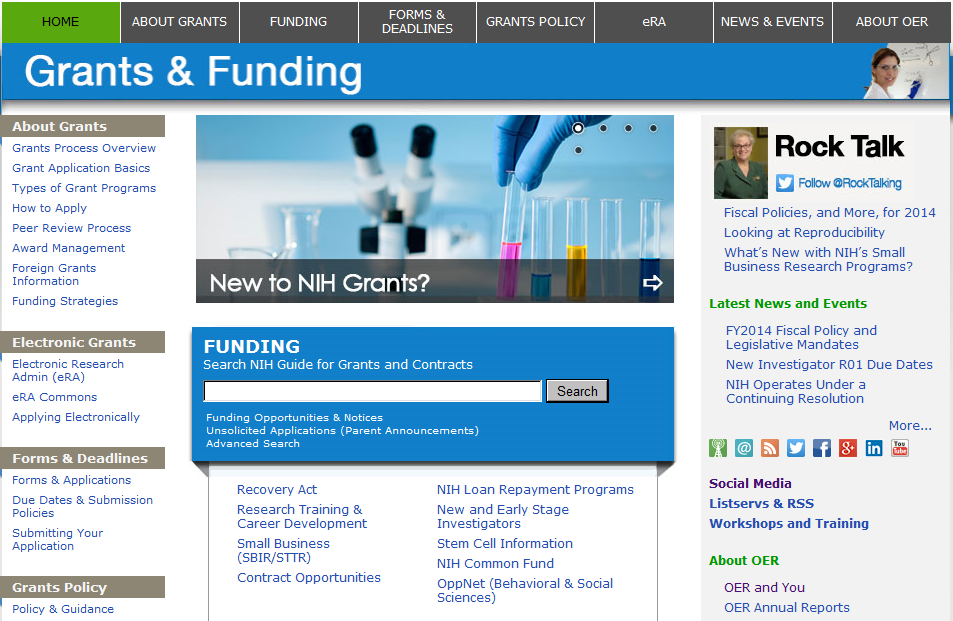 HOME
ABOUT GRANTS
FUNDING
FORMS &
DEADLINES
GRANTS POLICY
eRA
NEWS & EVENTS
ABOUT OER
Grants & Funding
About Grants
Grants Process Overview
Grant Application Basics
Types of Grant Programs
How to Apply
Peer Review Process
Award Management
Foreign Grants
Information
Funding Strategies
Electronic Grants
Electronic Research
Admin (eRA)
eRA Commons
Applying Electronically
Forms & Deadlines
Forms & Applications
Due Dates & Submission
Policies
Submitting Your
Application
Grants Policy
Policy & Guidance
New to NIH Grants?
FUNDING
Search NIH Guide for Grants and Contracts
Search
Funding Opportunities & Notices
Unsolicited Applications (Parent Announcements)
Advanced Search
Recovery Act
Research Training &
Career Development
Small Business
(SBIR/STTR)
Contract Opportunities
NIH Loan Repayment Programs
New and Early Stage
Investigators
Stem Cell Information
NIH Common Fund
OppNet (Behavioral & Social
Sciences)
Rock Talk
Follow @RockTalking
Fiscal Policies, and More, for 2014
Looking at Reproducibility
What's New with NIH's Small
Business Research Programs?
Latest News and Events
FY2014 Fiscal Policy and
Legislative Mandates
New Investigator R01 Due Dates
NIH Operates Under a
Continuing Resolution
More...
You
Tube
Social Media
Listservs & RSS
Workshops and Training
About OER
OER and You
OER Annual Reports